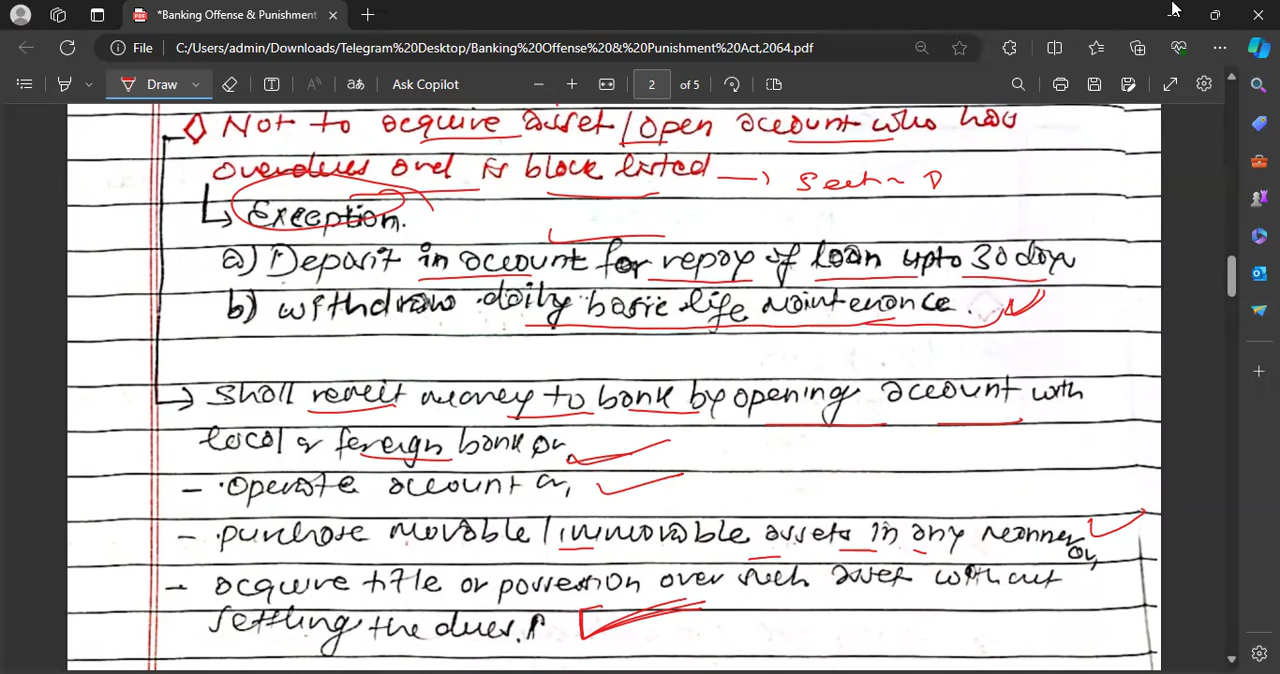 *Banking Offense & Punishment
File C:/Users/admin/Downloads/Telegram%20Desktop/Banking%20Offense%20&%20Punishment%20Act,2064.pdf
Draw Ask Copilot 2 of 5
Not to acquire asset/open account who has
overdues and is block listed → Sect~ D
Exception.
a) Deposit in account for repay of loan upto 30 days
b) withdraw daily basic life maintenance.
Shall remit money to bank by opening account with
local or foreign bank or,
- operate account or,
- purchase movable/immovable assets in any manner or,
- acquire title or possession over such asset without
settling the dues.